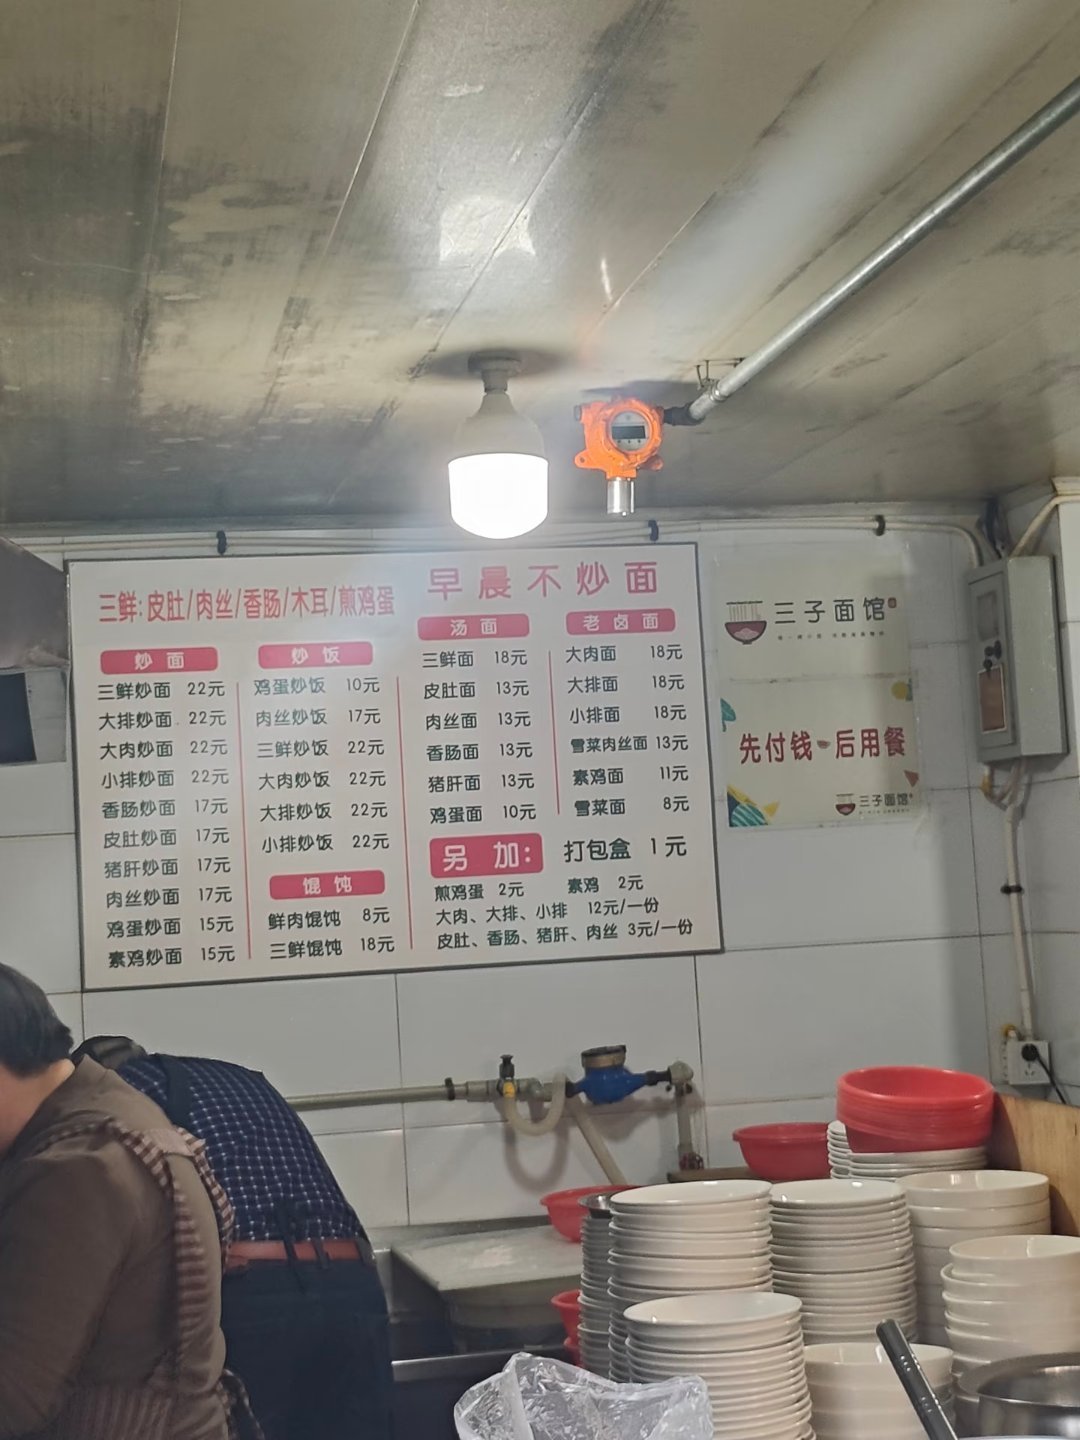 三鲜:皮肚/肉丝/香肠/木耳/煎鸡蛋
早晨不炒面
炒面
三鲜炒面 22元
大排炒面 22元
大肉炒面 22元
小排炒面 22元
香肠炒面 17元
皮肚炒面 17元
猪肝炒面 17元
肉丝炒面 17元
鸡蛋炒面 15元
素鸡炒面 15元
炒饭
鸡蛋炒饭 10元
肉丝炒饭 17元
三鲜炒饭 22元
大肉炒饭 22元
大排炒饭 22元
小排炒饭 22元
馄饨
鲜肉馄饨 8元
三鲜馄饨 18元
汤面
三鲜面 18元
皮肚面 13元
肉丝面 13元
香肠面 13元
猪肝面 13元
鸡蛋面 10元
老卤面
大肉面 18元
大排面 18元
小排面 18元
雪菜肉丝面 13元
素鸡面 11元
雪菜面 8元
另加: 打包盒 1元
煎鸡蛋 2元 素鸡 2元
大肉、大排、小排 12元/一份
皮肚、香肠、猪肝、肉丝 3元/一份
三子面馆
先付钱 后用餐
三子面馆